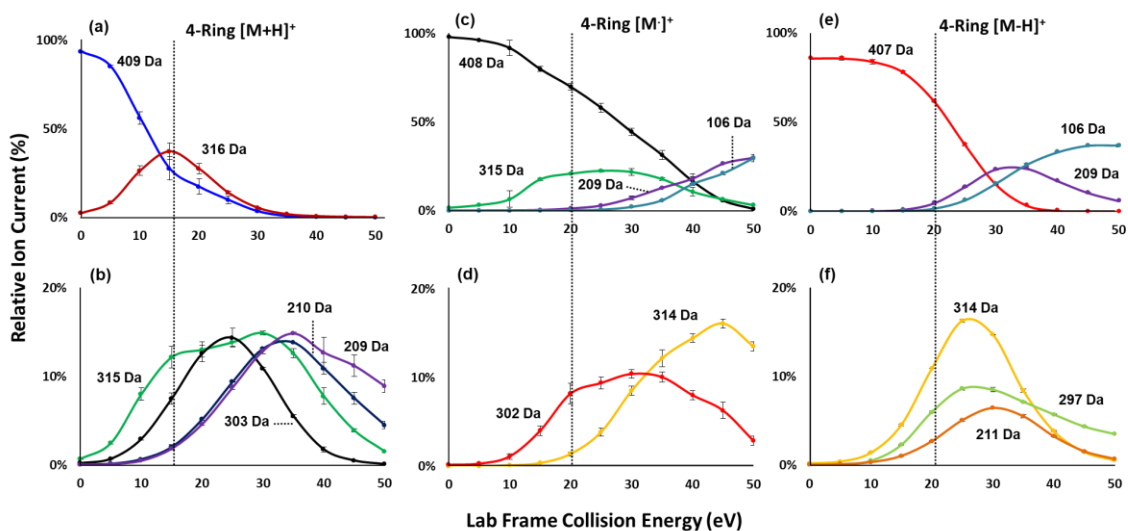 (a) 4-Ring [M+H]⁺ (c) 4-Ring [M˙]⁺ (e) 4-Ring [M-H]⁺
100% 100% 100%
409 Da 408 Da 407 Da
316 Da 106 Da 106 Da
50% 50% 50%
315 Da 209 Da 209 Da
0% 0% 0%
0 10 20 30 40 50 0 10 20 30 40 50 0 10 20 30 40 50
Relative Ion Current (%)
(b) (d) (f)
20% 20% 20%
210 Da 314 Da 314 Da
209 Da
315 Da 302 Da 297 Da
10% 10% 10%
303 Da 211 Da
0% 0% 0%
0 10 20 30 40 50 0 10 20 30 40 50 0 10 20 30 40 50
Lab Frame Collision Energy (eV)